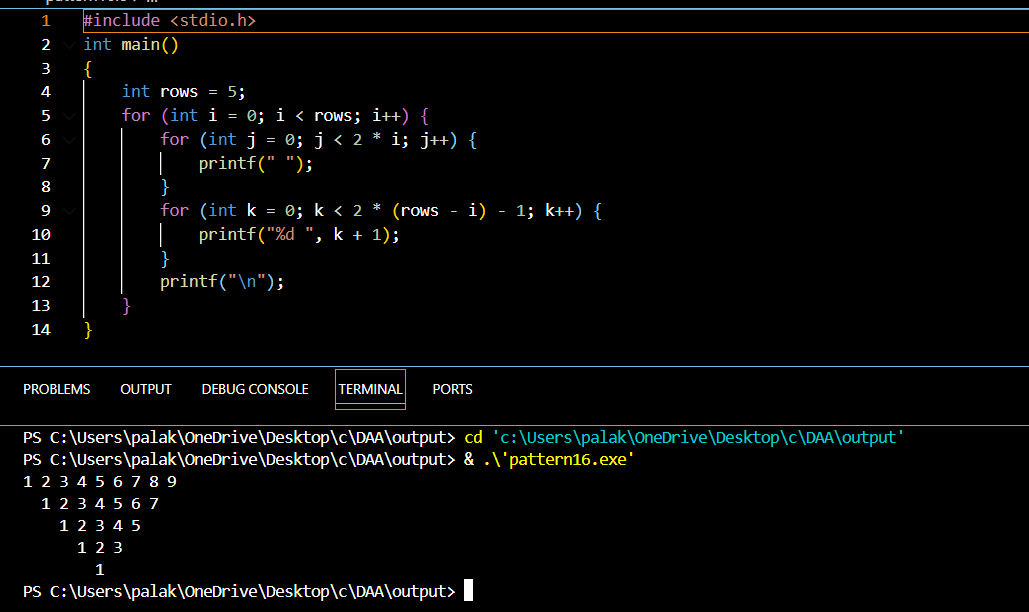 1 #include <stdio.h>
2 int main()
3 {
4     int rows = 5;
5     for (int i = 0; i < rows; i++) {
6         for (int j = 0; j < 2 * i; j++) {
7             printf(" ");
8         }
9         for (int k = 0; k < 2 * (rows - i) - 1; k++) {
10             printf("%d ", k + 1);
11         }
12         printf("\n");
13     }
14 }
PROBLEMS OUTPUT DEBUG CONSOLE TERMINAL PORTS
PS C:\Users\palak\OneDrive\Desktop\c\DAA\output> cd 'c:\Users\palak\OneDrive\Desktop\c\DAA\output'
PS C:\Users\palak\OneDrive\Desktop\c\DAA\output> & .\'pattern16.exe'
1 2 3 4 5 6 7 8 9
  1 2 3 4 5 6 7
    1 2 3 4 5
      1 2 3
        1
PS C:\Users\palak\OneDrive\Desktop\c\DAA\output>